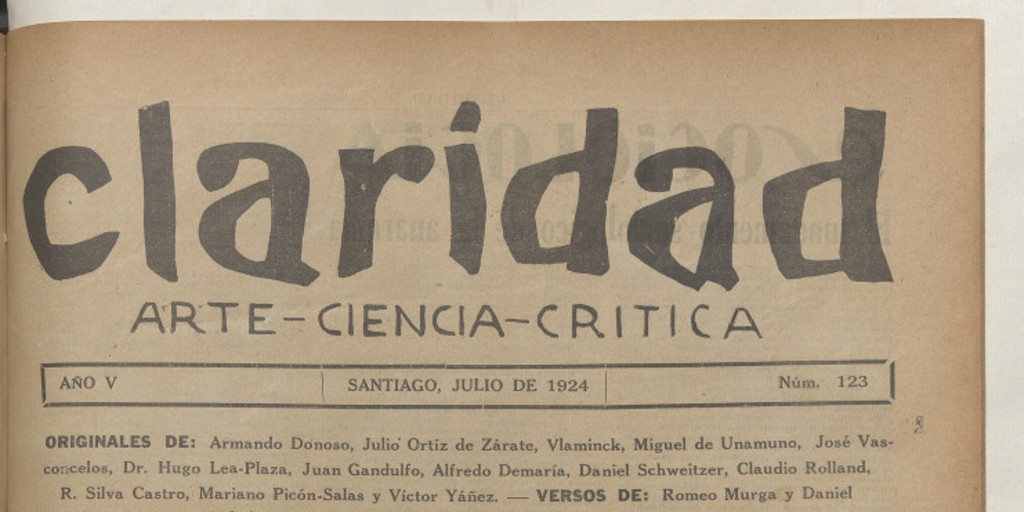 claridad
ARTE-CIENCIA-CRITICA
AÑO V SANTIAGO, JULIO DE 1924 Núm. 123
ORIGINALES DE: Armando Donoso, Julio Ortíz de Zárate, Vlaminck, Miguel de Unamuno, José Vas-
concelos, Dr. Hugo Lea-Plaza, Juan Gandulfo, Alfredo Demaría, Daniel Schweitzer, Claudio Rolland,
R. Silva Castro, Mariano Picón-Salas y Víctor Yáñez. — VERSOS DE: Romeo Murga y Daniel